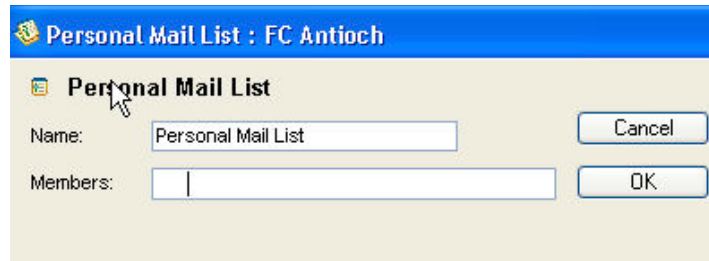 Personal Mail List : FC Antioch
Personal Mail List
Name: Personal Mail List
Cancel
Members:
OK